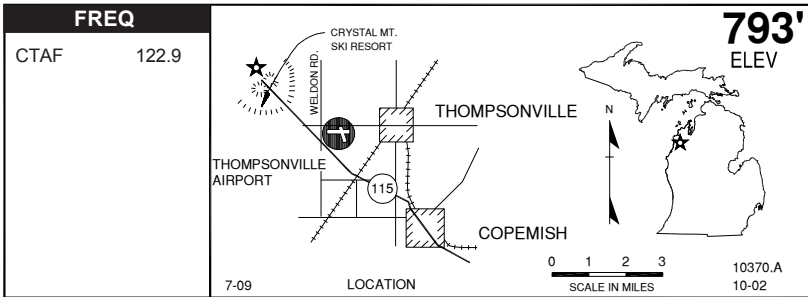 FREQ
CTAF 122.9
CRYSTAL MT.
SKI RESORT
WELDON RD.
THOMPSONVILLE
THOMPSONVILLE
AIRPORT
115
COPEMISH
7-09
LOCATION
793'
ELEV
N
0 1 2 3
SCALE IN MILES
10370.A
10-02